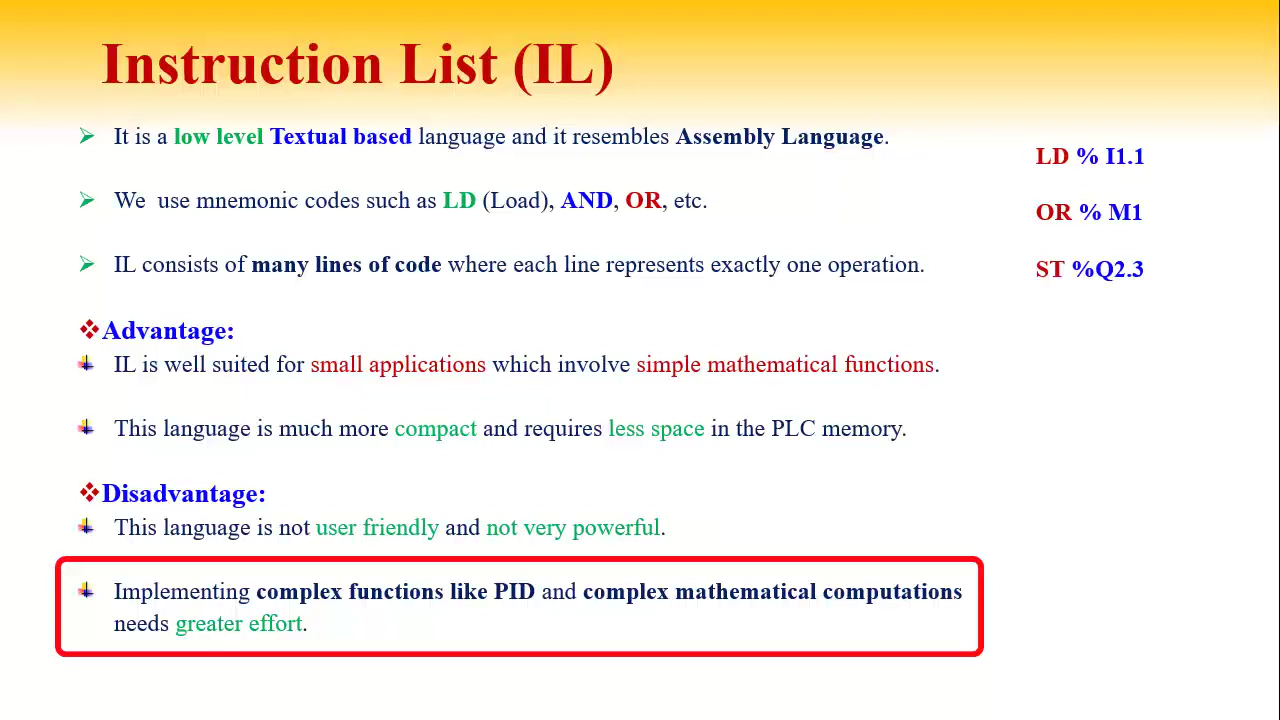 Instruction List (IL)
It is a low level Textual based language and it resembles Assembly Language.
LD % I1.1
We use mnemonic codes such as LD (Load), AND, OR, etc.
OR % M1
IL consists of many lines of code where each line represents exactly one operation.
ST %Q2.3
Advantage:
IL is well suited for small applications which involve simple mathematical functions.
This language is much more compact and requires less space in the PLC memory.
Disadvantage:
This language is not user friendly and not very powerful.
Implementing complex functions like PID and complex mathematical computations
needs greater effort.